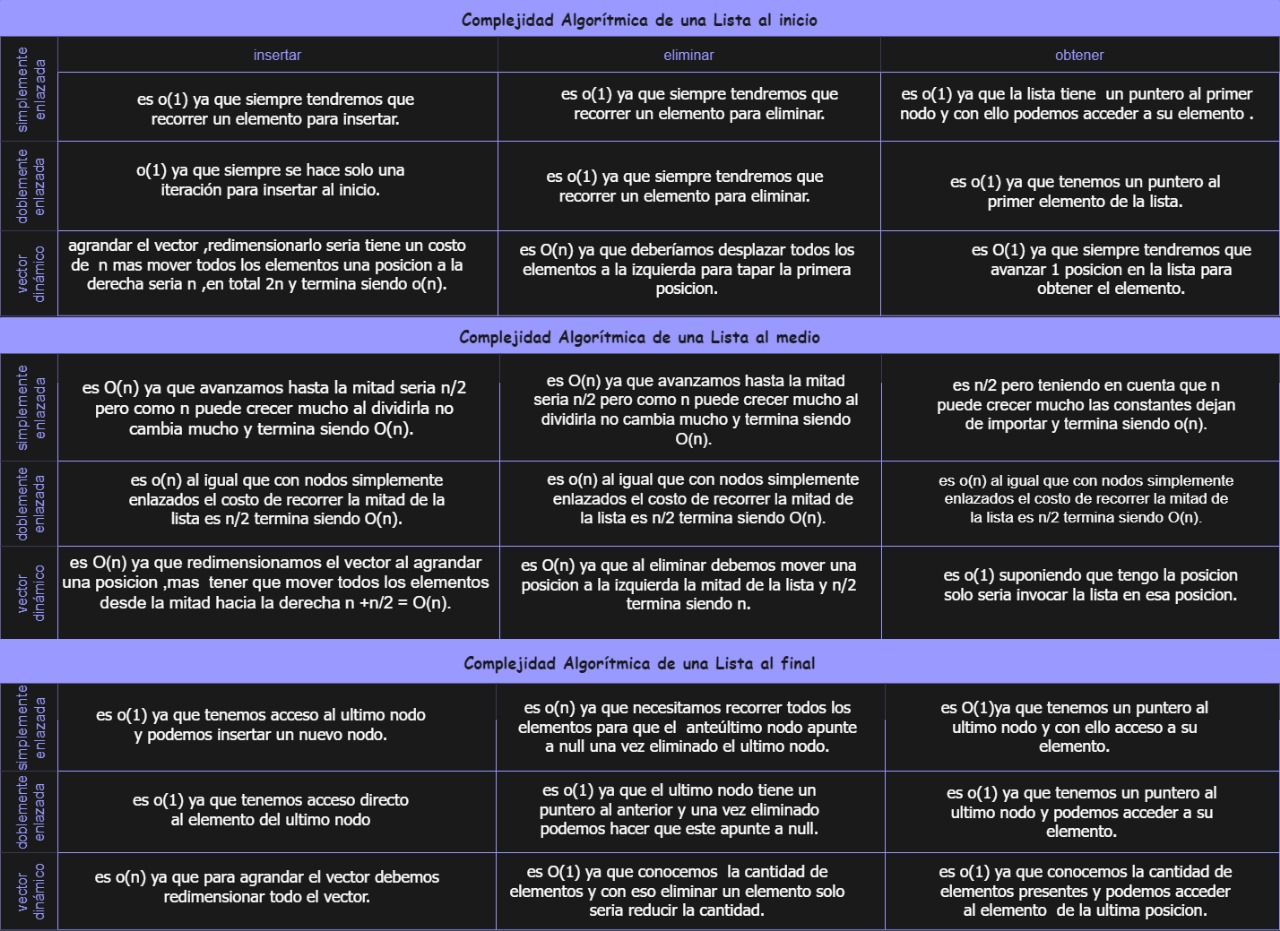 Complejidad Algorítmica de una Lista al inicio
insertar
eliminar
obtener
simplemente
enlazada
es o(1) ya que siempre tendremos que
recorrer un elemento para insertar.
es o(1) ya que siempre tendremos que
recorrer un elemento para eliminar.
es o(1) ya que la lista tiene  un puntero al primer
nodo y con ello podemos acceder a su elemento .
doblemente
enlazada
o(1) ya que siempre se hace solo una
iteración para insertar al inicio.
es o(1) ya que siempre tendremos que
recorrer un elemento para eliminar.
es o(1) ya que tenemos un puntero al
primer elemento de la lista.
vector
dinámico
agrandar el vector ,redimensionarlo seria tiene un costo
de  n mas mover todos los elementos una posicion a la
derecha seria n ,en total 2n y termina siendo o(n).
es O(n) ya que deberíamos desplazar todos los
elementos a la izquierda para tapar la primera
posicion.
es O(1) ya que siempre tendremos que
avanzar 1 posicion en la lista para
obtener el elemento.
Complejidad Algorítmica de una Lista al medio
simplemente
enlazada
es O(n) ya que avanzamos hasta la mitad seria n/2
pero como n puede crecer mucho al dividirla no
cambia mucho y termina siendo O(n).
es O(n) ya que avanzamos hasta la mitad
seria n/2 pero como n puede crecer mucho al
dividirla no cambia mucho y termina siendo
O(n).
es n/2 pero teniendo en cuenta que n
puede crecer mucho las constantes dejan
de importar y termina siendo o(n).
doblemente
enlazada
es o(n) al igual que con nodos simplemente
enlazados el costo de recorrer la mitad de la
lista es n/2 termina siendo O(n).
es o(n) al igual que con nodos simplemente
enlazados el costo de recorrer la mitad de
la lista es n/2 termina siendo O(n).
es o(n) al igual que con nodos simplemente
enlazados el costo de recorrer la mitad de
la lista es n/2 termina siendo O(n).
vector
dinámico
es O(n) ya que redimensionamos el vector al agrandar
una posicion ,mas  tener que mover todos los elementos
desde la mitad hacia la derecha n +n/2 = O(n).
es O(n) ya que al eliminar debemos mover una
posicion a la izquierda la mitad de la lista y n/2
termina siendo n.
es o(1) suponiendo que tengo la posicion
solo seria invocar la lista en esa posicion.
Complejidad Algorítmica de una Lista al final
simplemente
enlazada
es o(1) ya que tenemos acceso al ultimo nodo
y podemos insertar un nuevo nodo.
es o(n) ya que necesitamos recorrer todos los
elementos para que el  anteúltimo nodo apunte
a null una vez eliminado el ultimo nodo.
es O(1)ya que tenemos un puntero al
ultimo nodo y con ello acceso a su
elemento.
doblemente
enlazada
es o(1) ya que tenemos acceso directo
al elemento del ultimo nodo
es o(1) ya que el ultimo nodo tiene un
puntero al anterior y una vez eliminado
podemos hacer que este apunte a null.
es o(1) ya que tenemos un puntero al
ultimo nodo y podemos acceder a su
elemento.
vector
dinámico
es o(n) ya que para agrandar el vector debemos
redimensionar todo el vector.
es O(1) ya que conocemos  la cantidad de
elementos y con eso eliminar un elemento solo
seria reducir la cantidad.
es o(1) ya que conocemos la cantidad de
elementos presentes y podemos acceder
al elemento  de la ultima posicion.